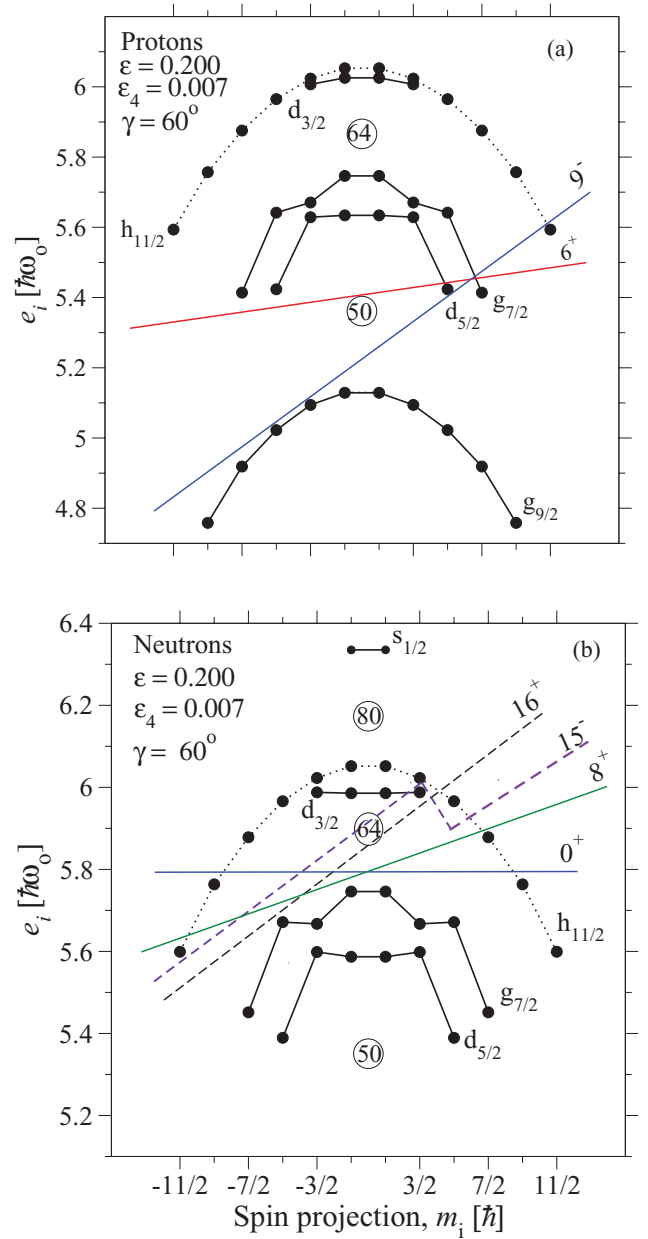 (a)
Protons
ε = 0.200
ε₄ = 0.007
γ = 60°
6
5.8
5.6
5.4
5.2
5
4.8
eᵢ [ħω₀]
d₃/₂
64
h₁₁/₂
9⁻
6⁺
50
d₅/₂
g₇/₂
g₉/₂
(b)
Neutrons
ε = 0.200
ε₄ = 0.007
γ = 60°
6.4
6.2
6
5.8
5.6
5.4
5.2
eᵢ [ħω₀]
s₁/₂
80
16⁺
15⁻
8⁺
d₃/₂
64
0⁺
h₁₁/₂
g₇/₂
d₅/₂
50
-11/2 -7/2 -3/2 3/2 7/2 11/2
Spin projection, mᵢ [ħ]